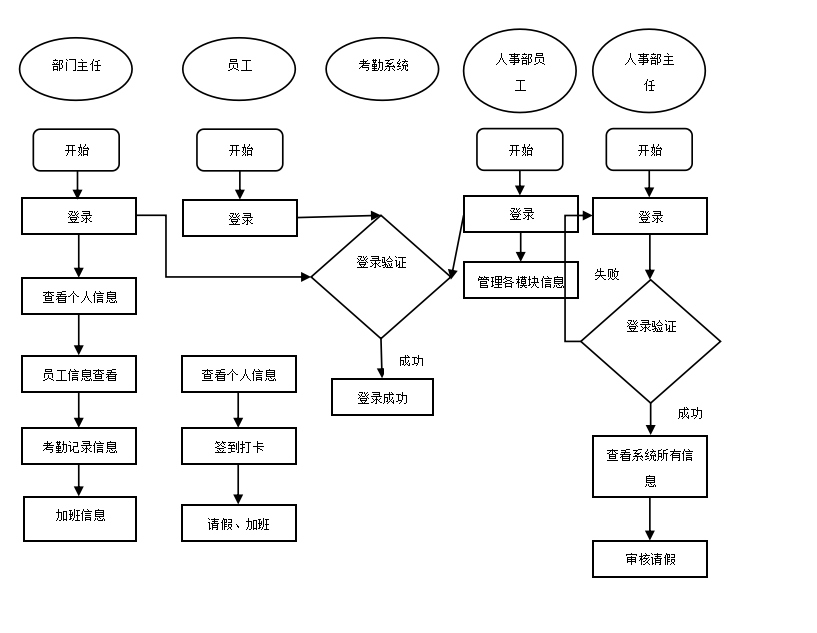 部门主任
员工
考勤系统
人事部员
工
人事部主
任
开始
开始
开始
开始
登录
登录
登录
登录
登录验证
管理各模块信息
失败
查看个人信息
登录验证
成功
员工信息查看
查看个人信息
登录成功
成功
考勤记录信息
签到打卡
查看系统所有信
息
加班信息
请假、加班
审核请假